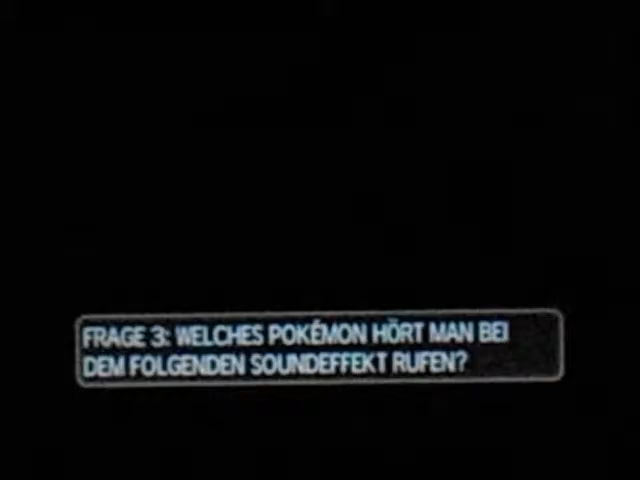 FRAGE 3: WELCHES POKÉMON HÖRT MAN BEI
DEM FOLGENDEN SOUNDEFFEKT RUFEN?